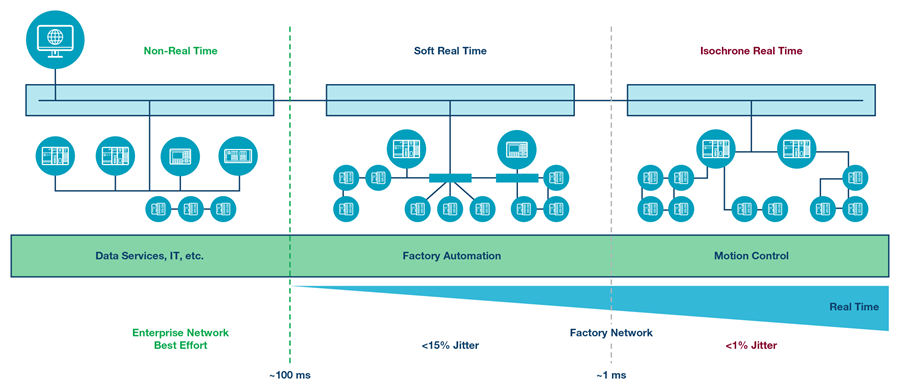 Non-Real Time
Soft Real Time
Isochrone Real Time
Data Services, IT, etc.
Factory Automation
Motion Control
Real Time
Enterprise Network
Best Effort
<15% Jitter
Factory Network
<1% Jitter
~100 ms
~1 ms